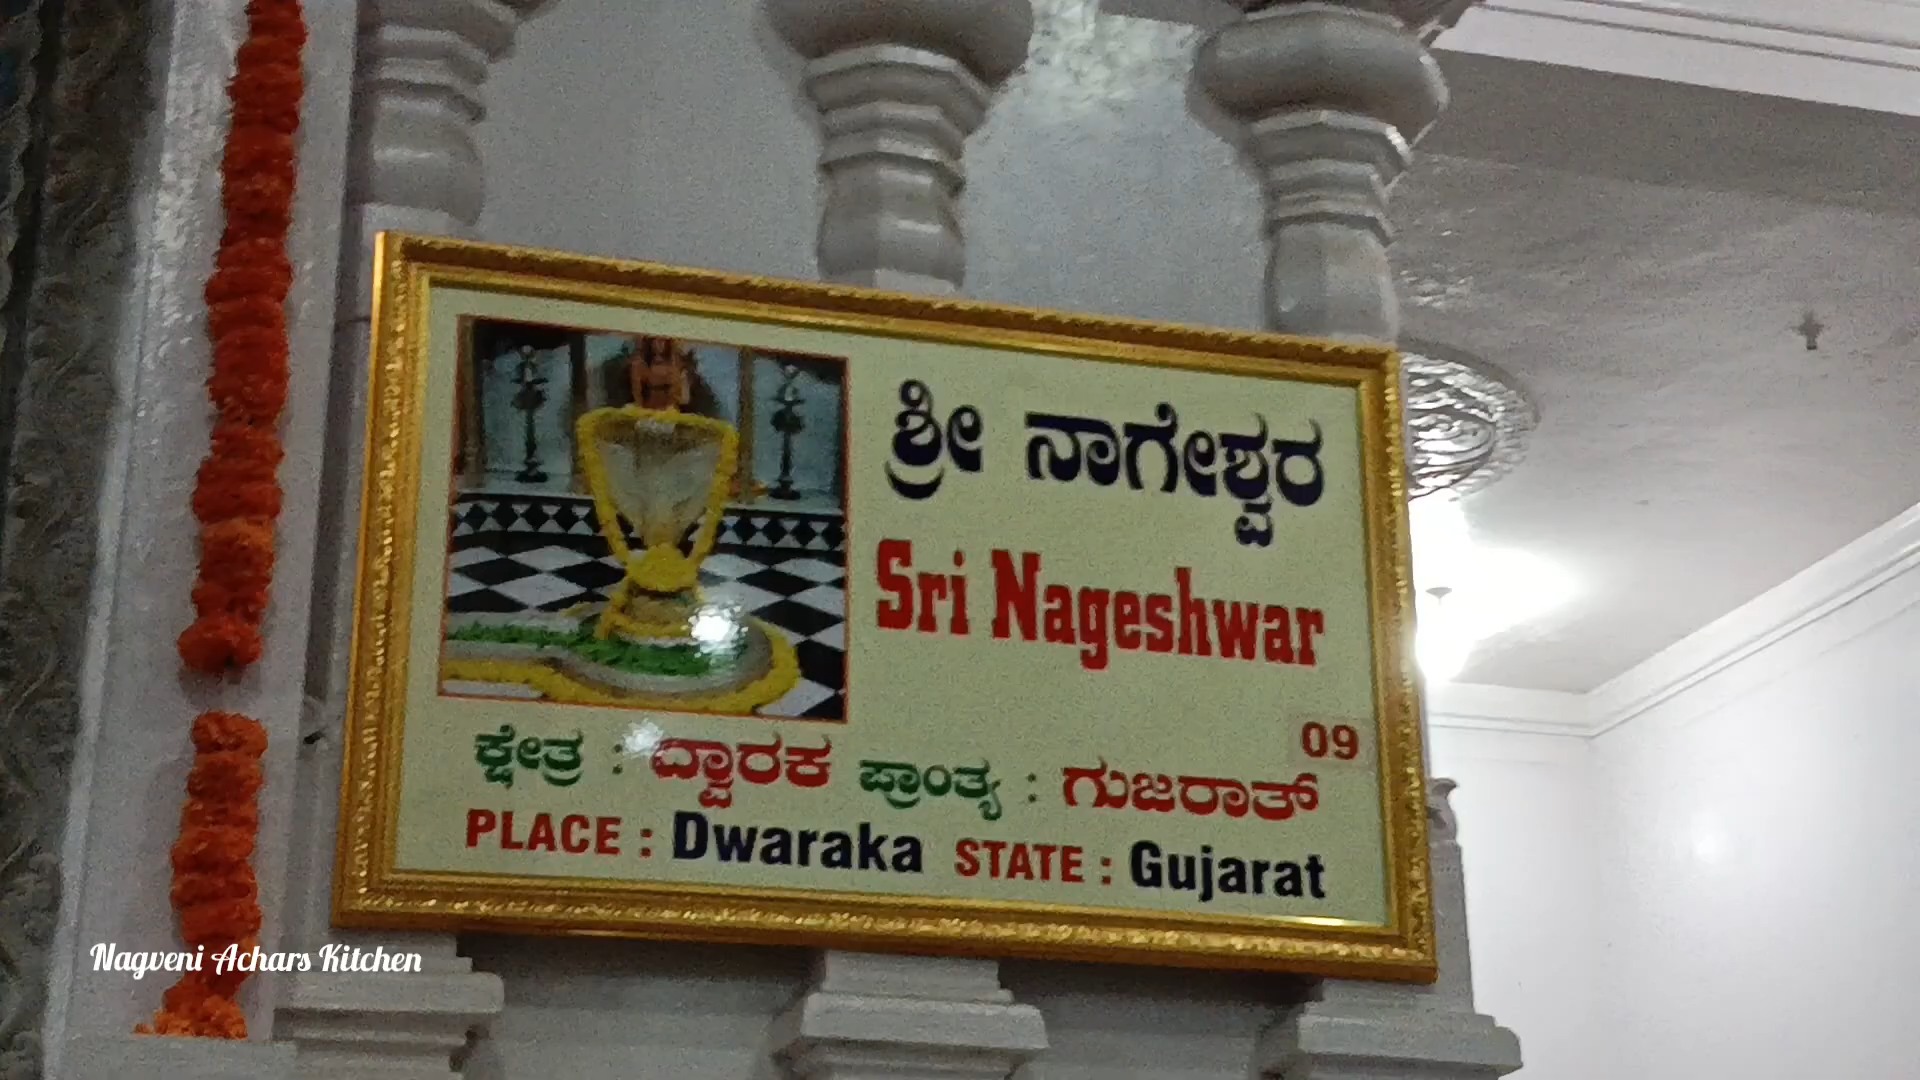 ಶ್ರೀ ನಾಗೇಶ್ವರ
Sri Nageshwar
09
ಕ್ಷೇತ್ರ : ದ್ವಾರಕ ಪ್ರಾಂತ್ಯ : ಗುಜರಾತ್
PLACE : Dwaraka STATE : Gujarat
Nagveni Achars Kitchen